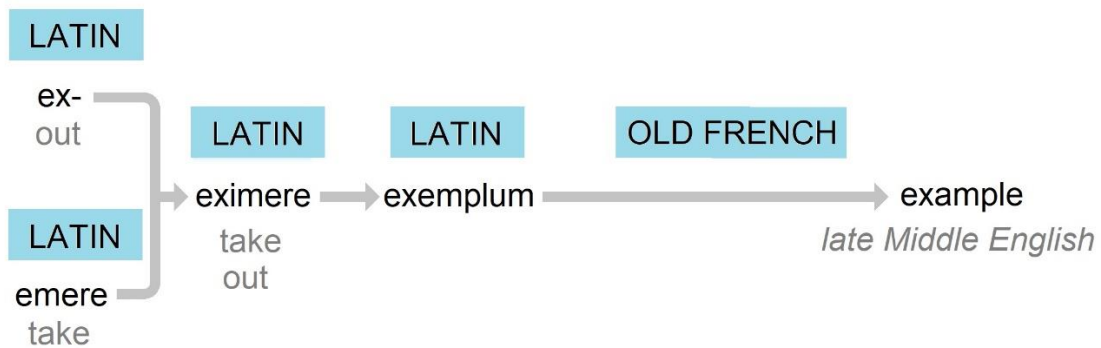 LATIN
ex-
out
LATIN
emere
take
LATIN
eximere
take
out
LATIN
exemplum
OLD FRENCH
example
late Middle English